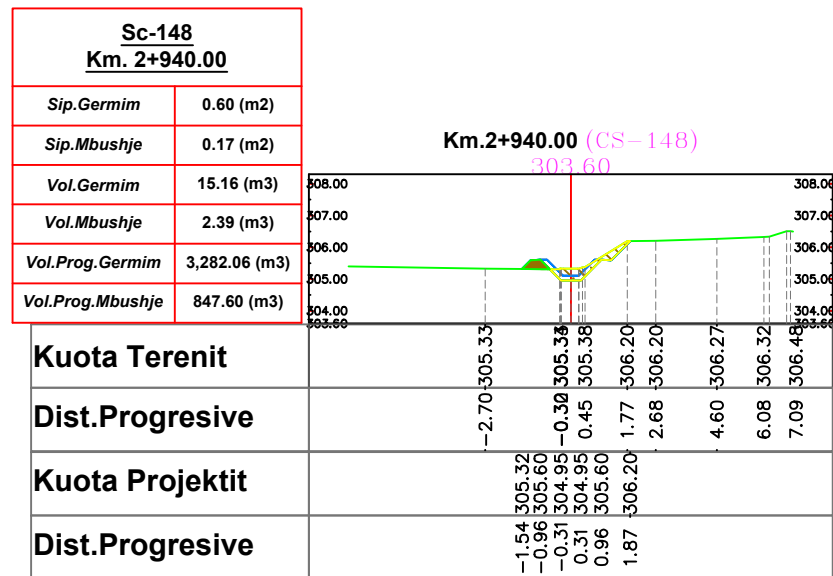 Sc-148
Km. 2+940.00
Sip.Germim 0.60 (m2)
Sip.Mbushje 0.17 (m2)
Vol.Germim 15.16 (m3)
Vol.Mbushje 2.39 (m3)
Vol.Prog.Germim 3,282.06 (m3)
Vol.Prog.Mbushje 847.60 (m3)
Km.2+940.00 (CS-148)
303.60
308.00 308.00
307.00 307.00
306.00 306.00
305.00 305.00
304.00 304.00
303.60 303.60
Kuota Terenit 305.33 305.38 306.20 306.20 306.27 306.32 306.48
Dist.Progresive -2.70 0.45 1.77 2.68 4.60 6.08 7.09
Kuota Projektit 305.32 305.60 304.95 304.95 305.60 306.20
Dist.Progresive -1.54 -0.96 -0.31 0.31 0.96 1.87